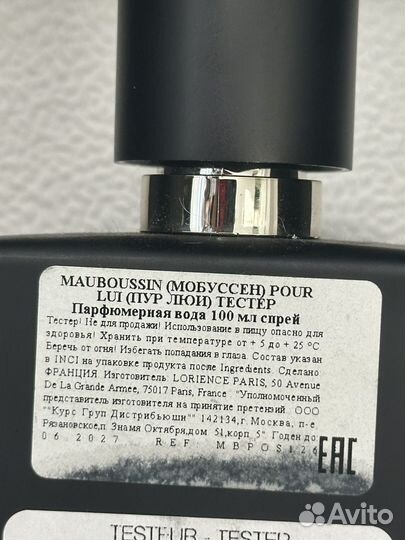 MAUBOUSSIN (МОБУССЕН) POUR
LUI (ПУР ЛЮИ) ТЕСТЕР
Парфюмерная вода 100 мл спрей
Тестер! Не для продажи! Использование в пищу опасно для
здоровья! Хранить при температуре от + 5 до + 25 °C
Беречь от огня! Избегать попадания в глаза. Состав указан
в INCI на упаковке продукта после Ingredients. Сделано
ФРАНЦИЯ. Изготовитель: LORIENCE PARIS, 50 Avenue
De La Grande Armee, 75017 Paris, France. "Уполномоченный
представитель изготовителя на принятие претензий: ООО
""Курс Груп Дистрибьюшн"" 142134,г Москва, п-е.
Рязановское,п. Знамя Октября,дом 51,корп 5" Годен до
06 2027 REF MBPOS126
EAC
TESTEUR - TESTER
Avito